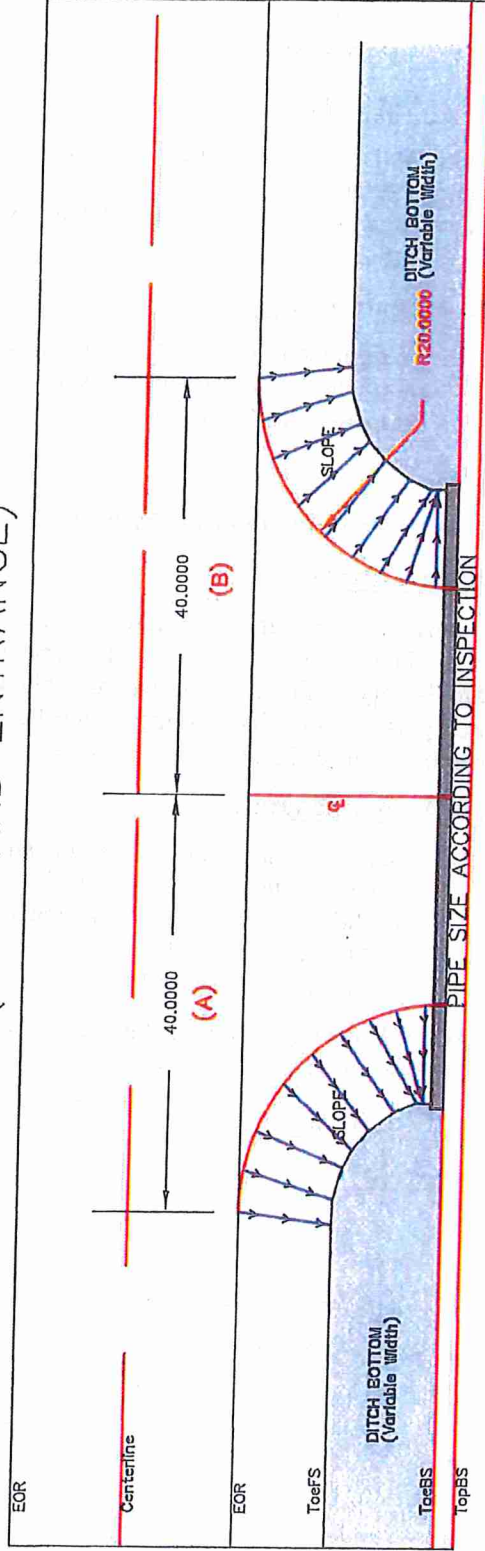 ENTRANCE)
EOR
Centerline
40.0000
(A)
40.0000
(B)
EOR
ToeFS
SLOPE
SLOPE
℄
R20.0000
DITCH BOTTOM
(Variable Width)
DITCH BOTTOM
(Variable Width)
ToeBS
TopBS
PIPE SIZE ACCORDING TO INSPECTION